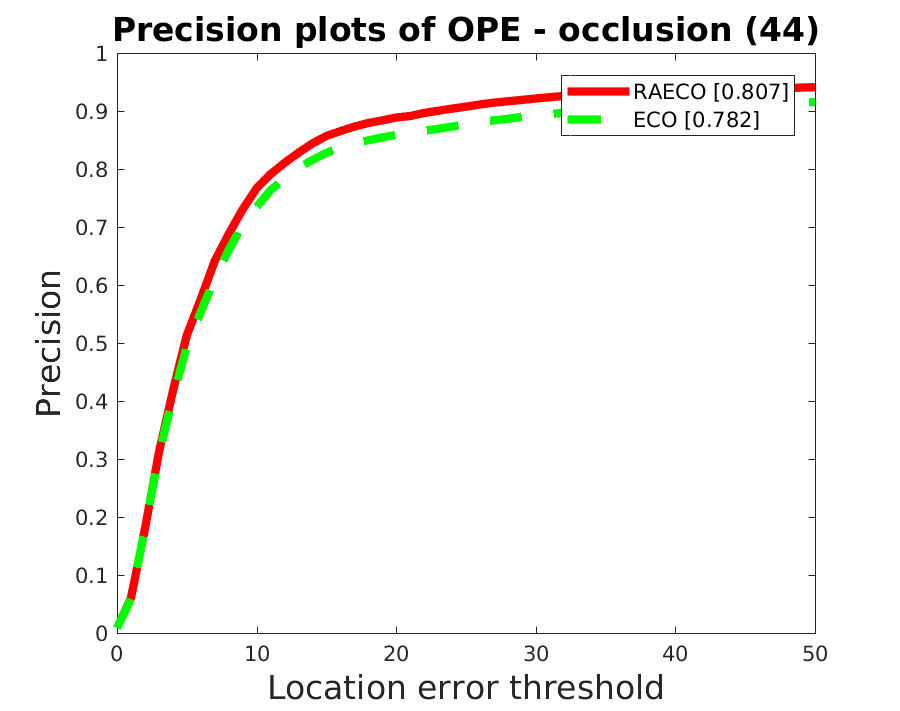 Precision plots of OPE - occlusion (44)
1
0.9
0.8
0.7
0.6
0.5
0.4
0.3
0.2
0.1
0
Precision
RAECO [0.807]
ECO [0.782]
0 10 20 30 40 50
Location error threshold